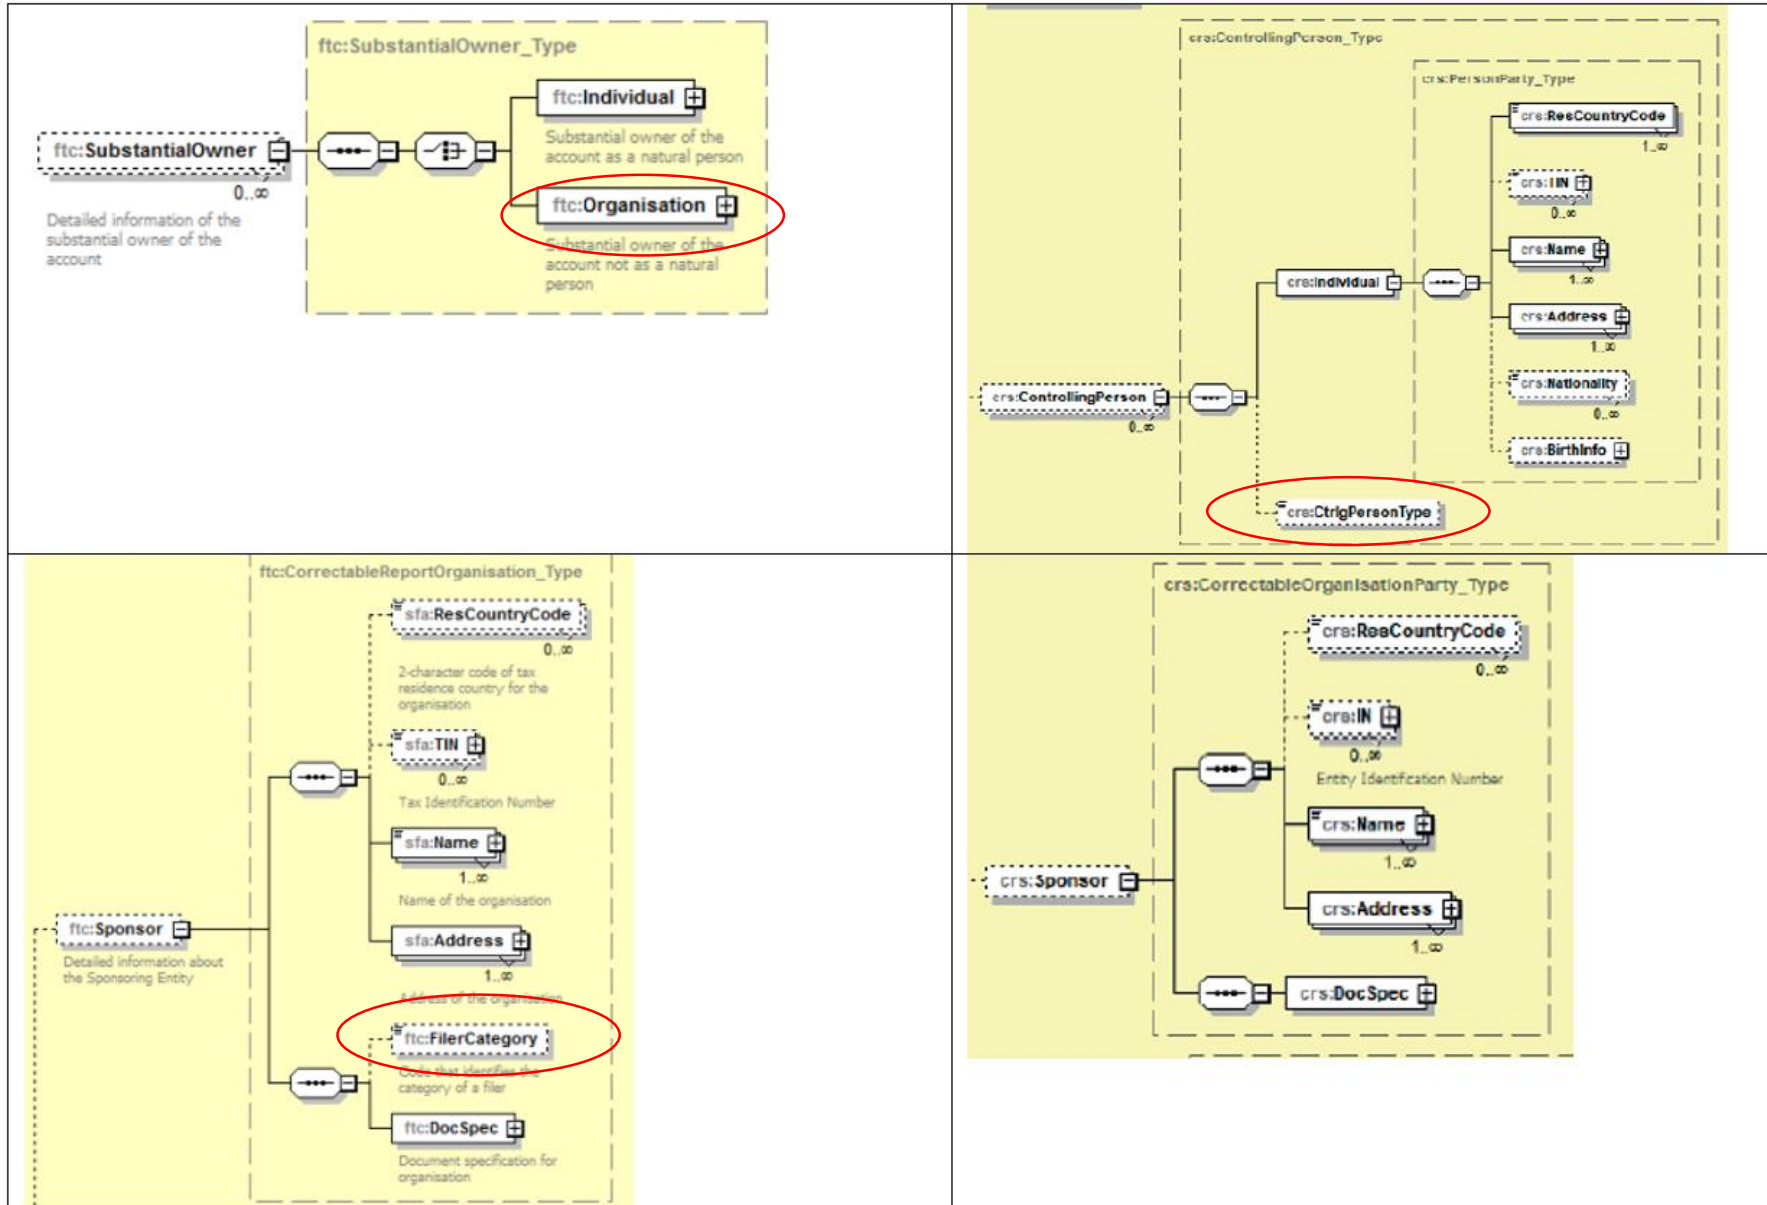 ftc:SubstantialOwner_Type
ftc:Individual
Substantial owner of the
account as a natural person
ftc:SubstantialOwner
0..∞
Detailed information of the
substantial owner of the
account
ftc:Organisation
Substantial owner of the
account not as a natural
person
crs:ControllingPerson_Type
crs:PersonParty_Type
crs:ResCountryCode
1..∞
crs:TIN
0..∞
crs:Name
1..∞
crs:Individual
crs:Address
1..∞
crs:Nationality
0..∞
crs:ControllingPerson
0..∞
crs:BirthInfo
crs:CtrlgPersonType
ftc:CorrectableReportOrganisation_Type
sfa:ResCountryCode
0..∞
2-character code of tax
residence country for the
organisation
sfa:TIN
0..∞
Tax Identification Number
sfa:Name
1..∞
Name of the organisation
ftc:Sponsor
Detailed information about
the Sponsoring Entity
sfa:Address
1..∞
Address of the organisation
ftc:FilerCategory
Code that identifies the
category of a filer
ftc:DocSpec
Document specification for
organisation
crs:CorrectableOrganisationParty_Type
crs:ResCountryCode
0..∞
crs:IN
0..∞
Entity Identification Number
crs:Name
1..∞
crs:Sponsor
crs:Address
1..∞
crs:DocSpec